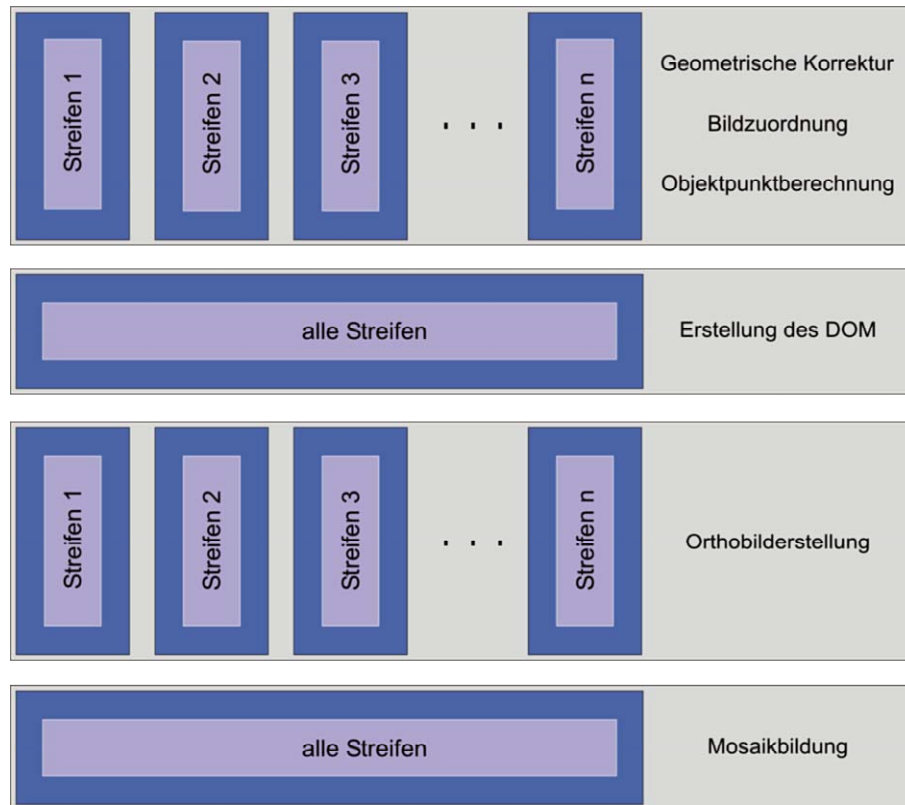 Streifen 1
Streifen 2
Streifen 3
. . .
Streifen n
Geometrische Korrektur
Bildzuordnung
Objektpunktberechnung
alle Streifen
Erstellung des DOM
Streifen 1
Streifen 2
Streifen 3
. . .
Streifen n
Orthobilderstellung
alle Streifen
Mosaikbildung